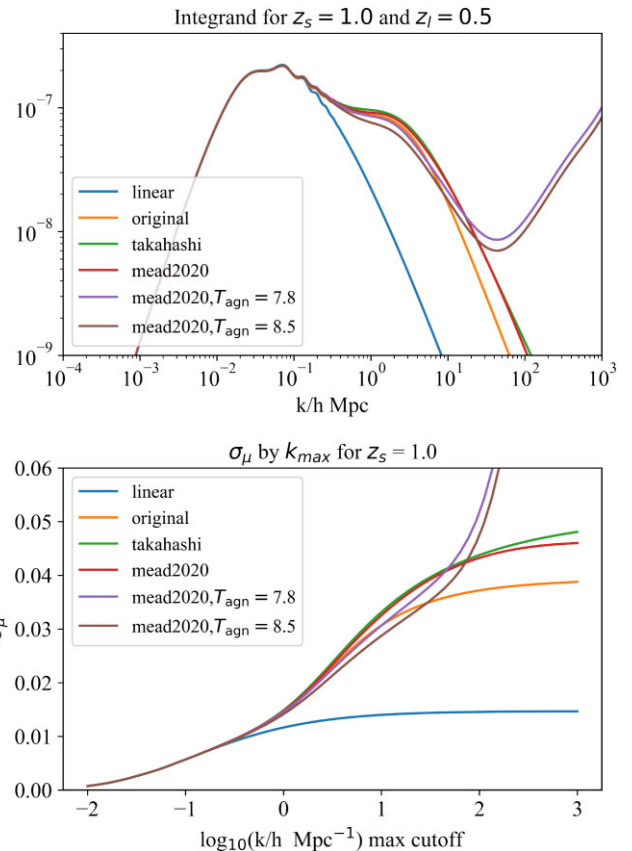 Integrand for z_s = 1.0 and z_l = 0.5
10^-7
10^-8
10^-9
linear
original
takahashi
mead2020
mead2020,T_agn = 7.8
mead2020,T_agn = 8.5
10^-4 10^-3 10^-2 10^-1 10^0 10^1 10^2 10^3
k/h Mpc
σ_μ by k_max for z_s = 1.0
0.06
0.05
0.04
0.03
0.02
0.01
0.00
linear
original
takahashi
mead2020
mead2020,T_agn = 7.8
mead2020,T_agn = 8.5
−2 −1 0 1 2 3
log_10(k/h Mpc^−1) max cutoff